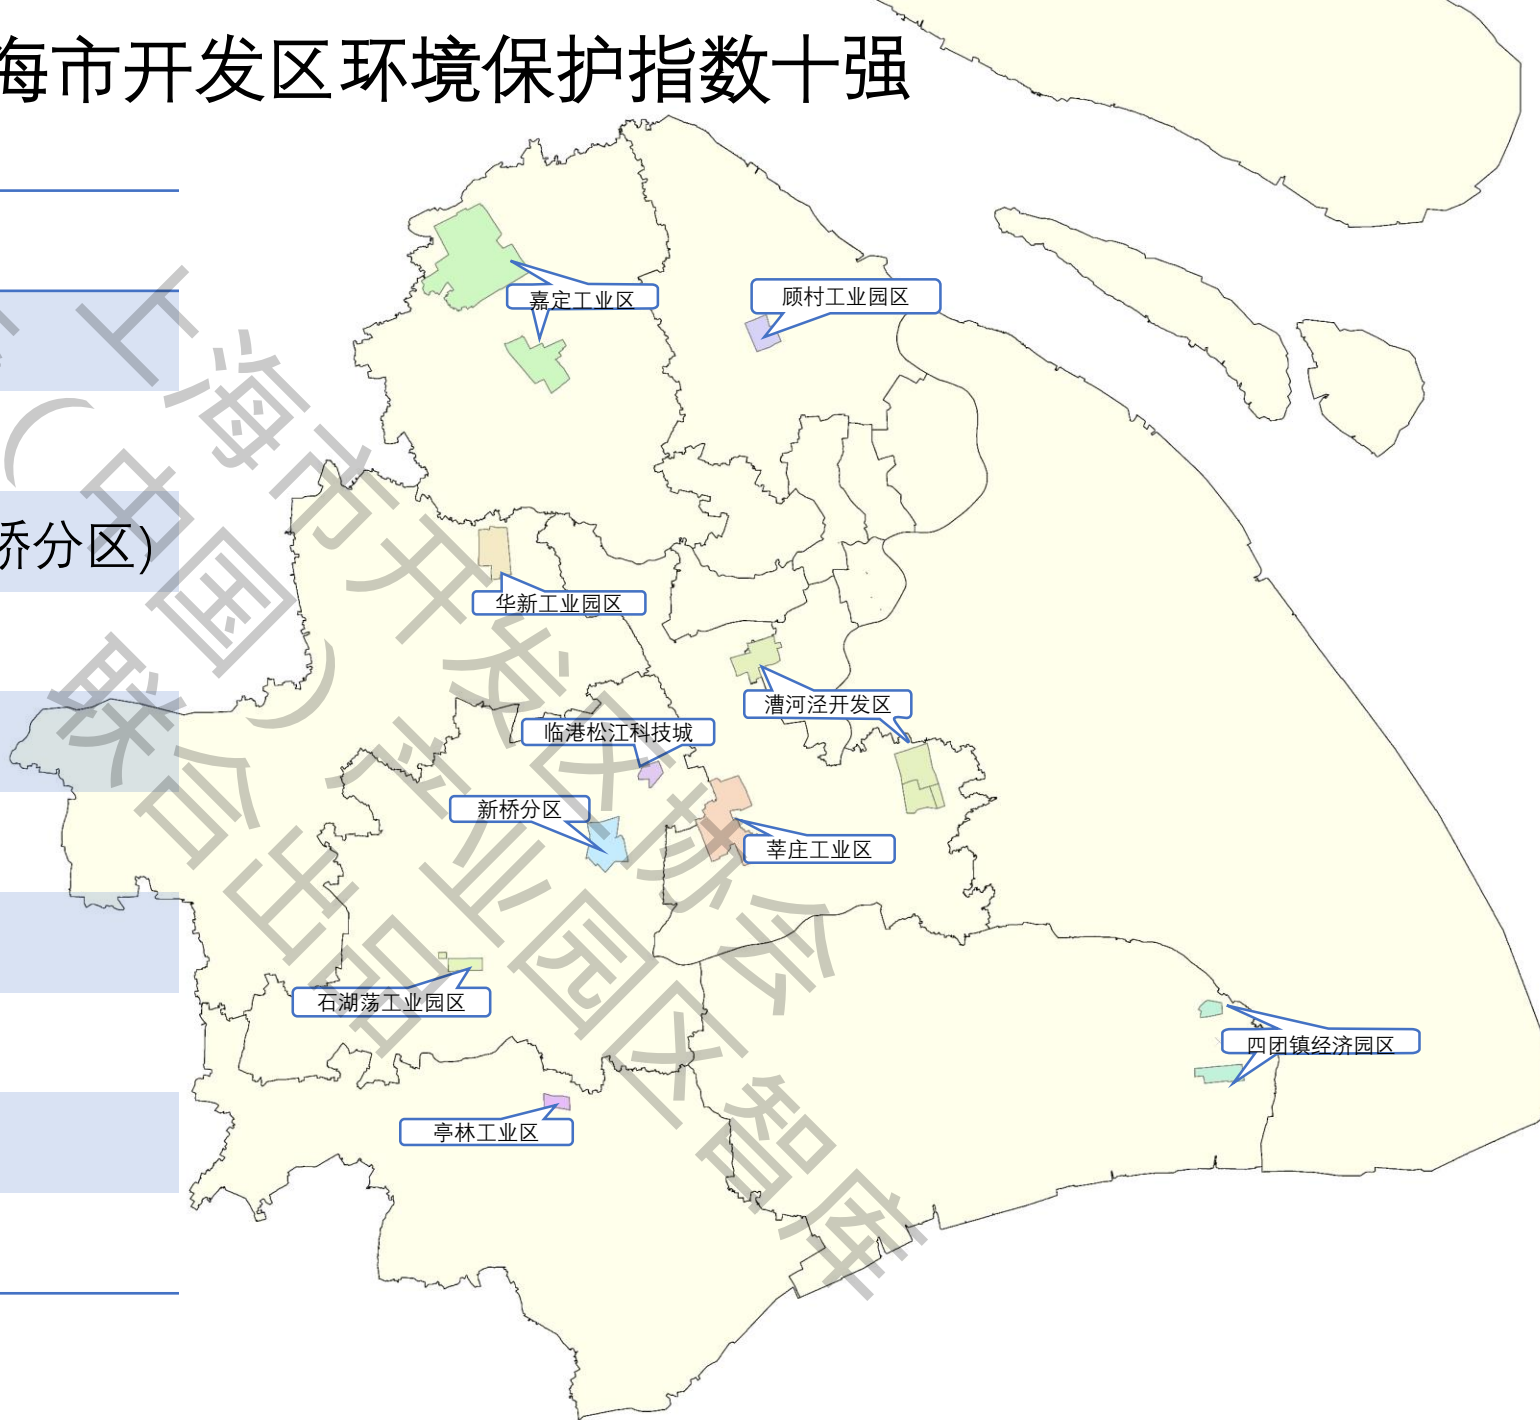 海市开发区环境保护指数十强
嘉定工业区
顾村工业园区
桥分区)
华新工业园区
漕河泾开发区
临港松江科技城
新桥分区
莘庄工业区
石湖荡工业园区
四团镇经济园区
亭林工业区
上海市开发区协会
(中国)产业园区智库
联合出品